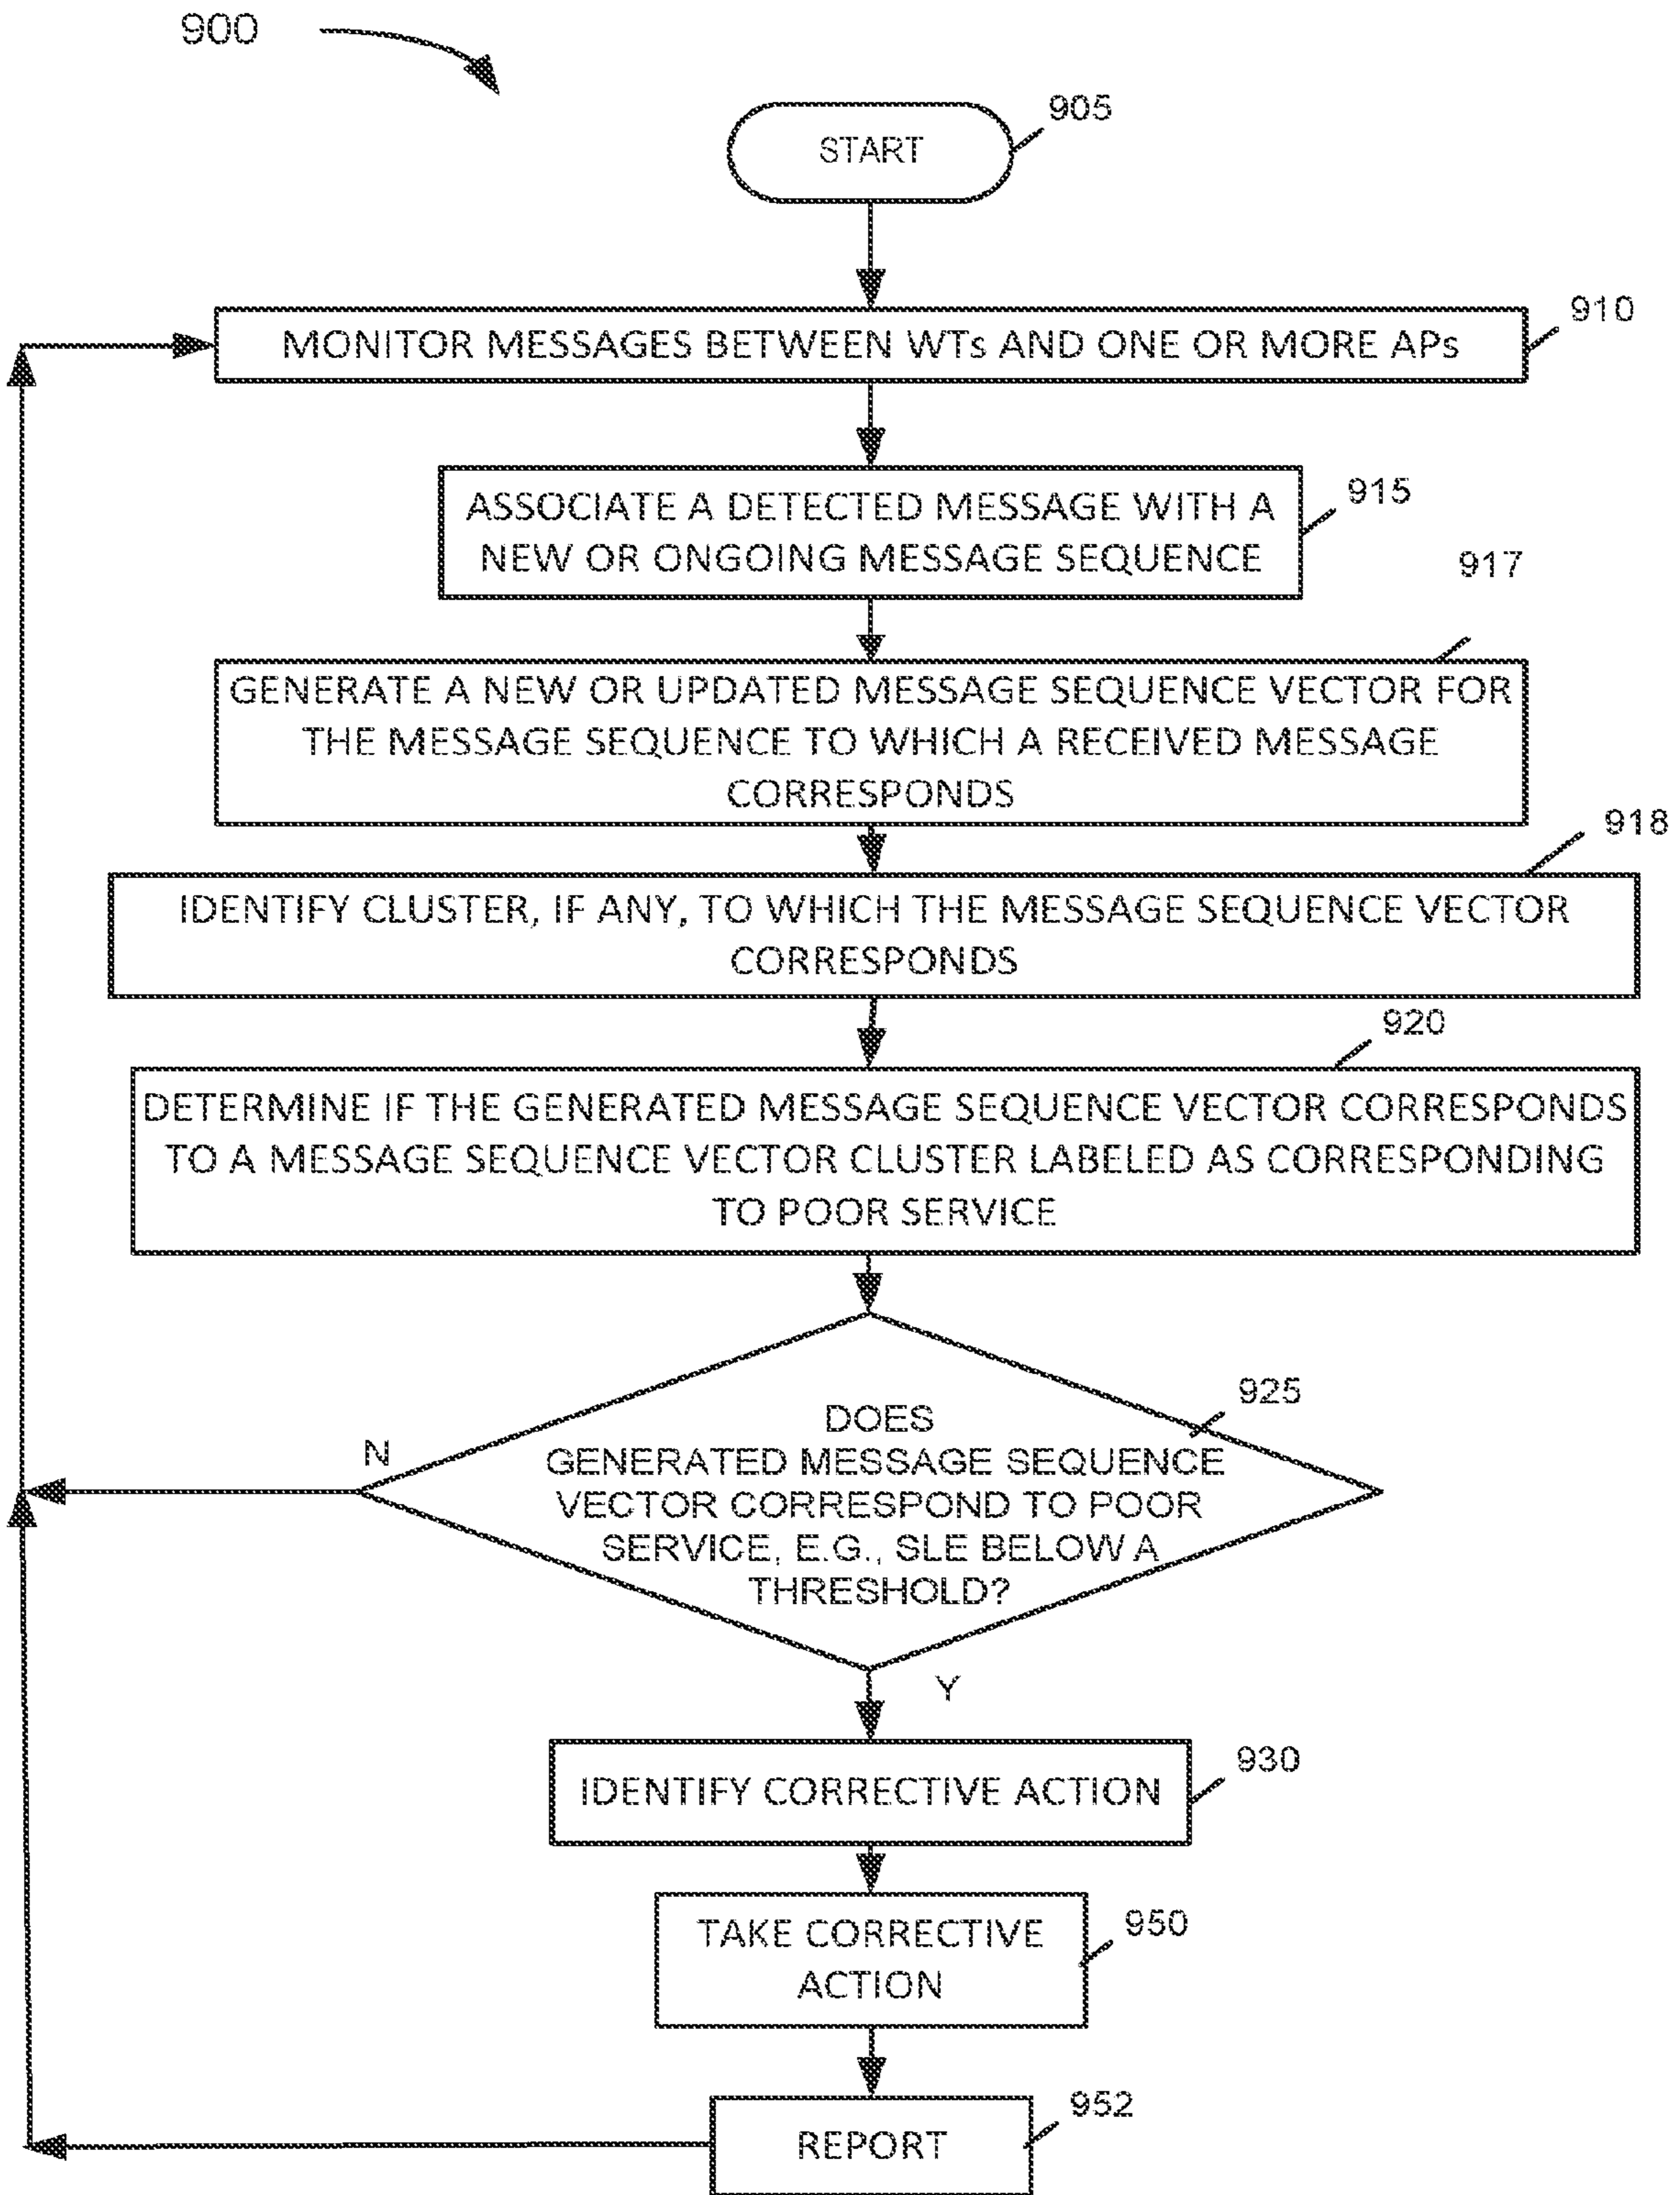 900
START
905
MONITOR MESSAGES BETWEEN WTs AND ONE OR MORE APs
910
ASSOCIATE A DETECTED MESSAGE WITH A
NEW OR ONGOING MESSAGE SEQUENCE
915
917
GENERATE A NEW OR UPDATED MESSAGE SEQUENCE VECTOR FOR
THE MESSAGE SEQUENCE TO WHICH A RECEIVED MESSAGE
CORRESPONDS
918
IDENTIFY CLUSTER, IF ANY, TO WHICH THE MESSAGE SEQUENCE VECTOR
CORRESPONDS
920
DETERMINE IF THE GENERATED MESSAGE SEQUENCE VECTOR CORRESPONDS
TO A MESSAGE SEQUENCE VECTOR CLUSTER LABELED AS CORRESPONDING
TO POOR SERVICE
925
DOES
GENERATED MESSAGE SEQUENCE
VECTOR CORRESPOND TO POOR
SERVICE, E.G., SLE BELOW A
THRESHOLD?
N
Y
IDENTIFY CORRECTIVE ACTION
930
TAKE CORRECTIVE
ACTION
950
REPORT
952